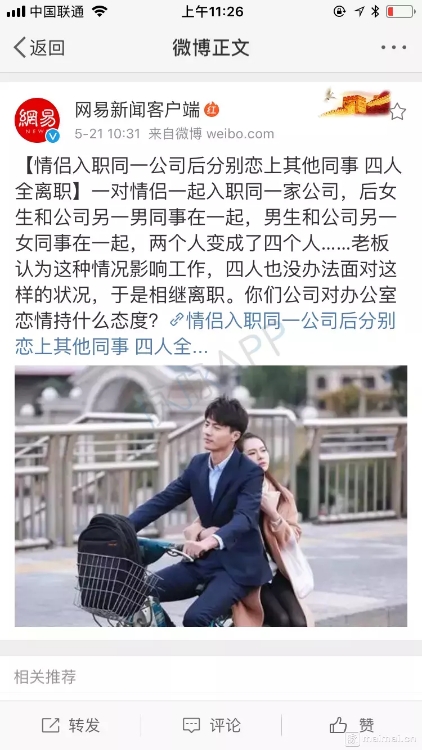 中国联通
上午11:26
返回
微博正文
網易
NEWS
网易新闻客户端
5-21 10:31 来自微博 weibo.com
【情侣入职同一公司后分别恋上其他同事 四人
全离职】一对情侣一起入职同一家公司，后女
生和公司另一男同事在一起，男生和公司另一
女同事在一起，两个人变成了四个人……老板
认为这种情况影响工作，四人也没办法面对这
样的状况，于是相继离职。你们公司对办公室
恋情持什么态度？情侣入职同一公司后分别
恋上其他同事 四人全...
相关推荐
转发
评论
赞
maimai.cn